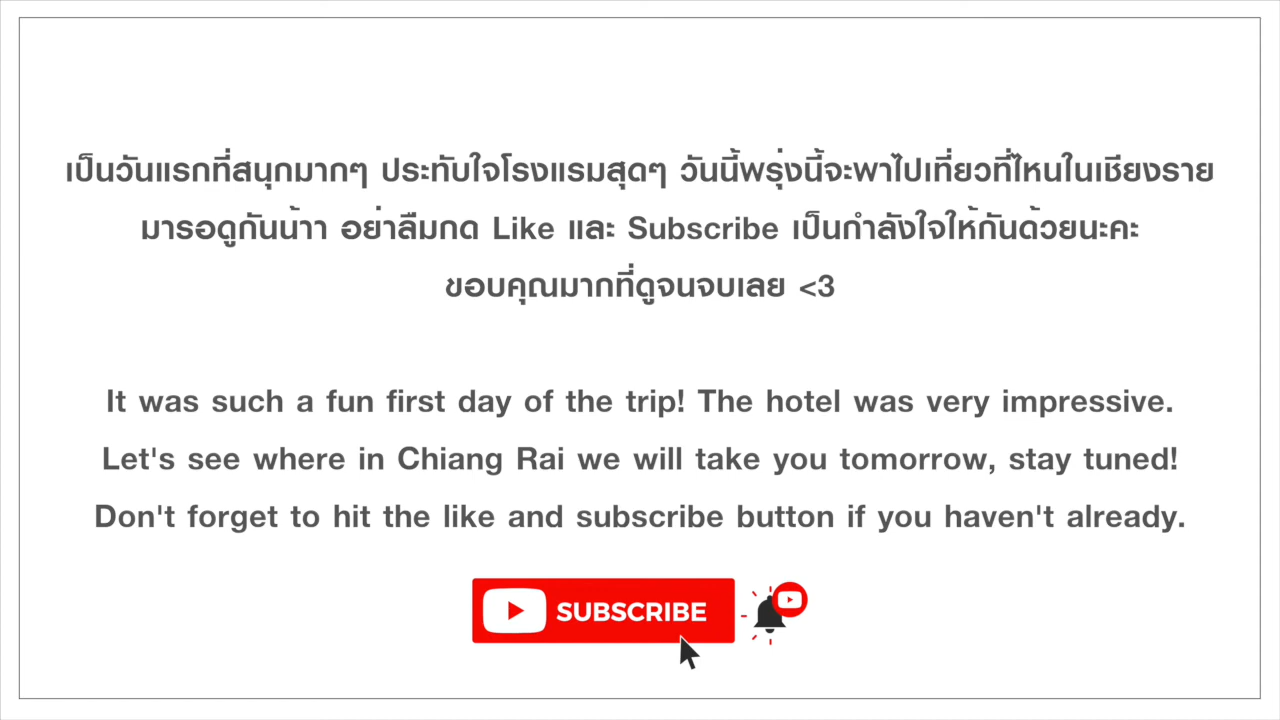 เป็นวันแรกที่สนุกมากๆ ประทับใจโรงแรมสุดๆ วันนี้พรุ่งนี้จะพาไปเที่ยวที่ไหนในเชียงราย
มารอดูกันน้าา อย่าลืมกด Like และ Subscribe เป็นกำลังใจให้กันด้วยนะคะ
ขอบคุณมากที่ดูจนจบเลย <3
It was such a fun first day of the trip! The hotel was very impressive.
Let's see where in Chiang Rai we will take you tomorrow, stay tuned!
Don't forget to hit the like and subscribe button if you haven't already.
SUBSCRIBE